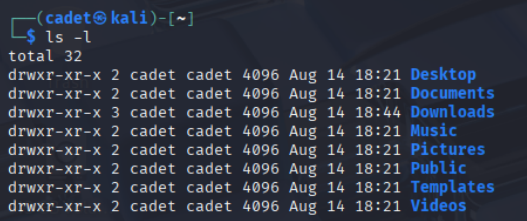 ┌──(cadet㉿kali)-[~]
└─$ ls -l
total 32
drwxr-xr-x 2 cadet cadet 4096 Aug 14 18:21 Desktop
drwxr-xr-x 2 cadet cadet 4096 Aug 14 18:21 Documents
drwxr-xr-x 3 cadet cadet 4096 Aug 14 18:44 Downloads
drwxr-xr-x 2 cadet cadet 4096 Aug 14 18:21 Music
drwxr-xr-x 2 cadet cadet 4096 Aug 14 18:21 Pictures
drwxr-xr-x 2 cadet cadet 4096 Aug 14 18:21 Public
drwxr-xr-x 2 cadet cadet 4096 Aug 14 18:21 Templates
drwxr-xr-x 2 cadet cadet 4096 Aug 14 18:21 Videos